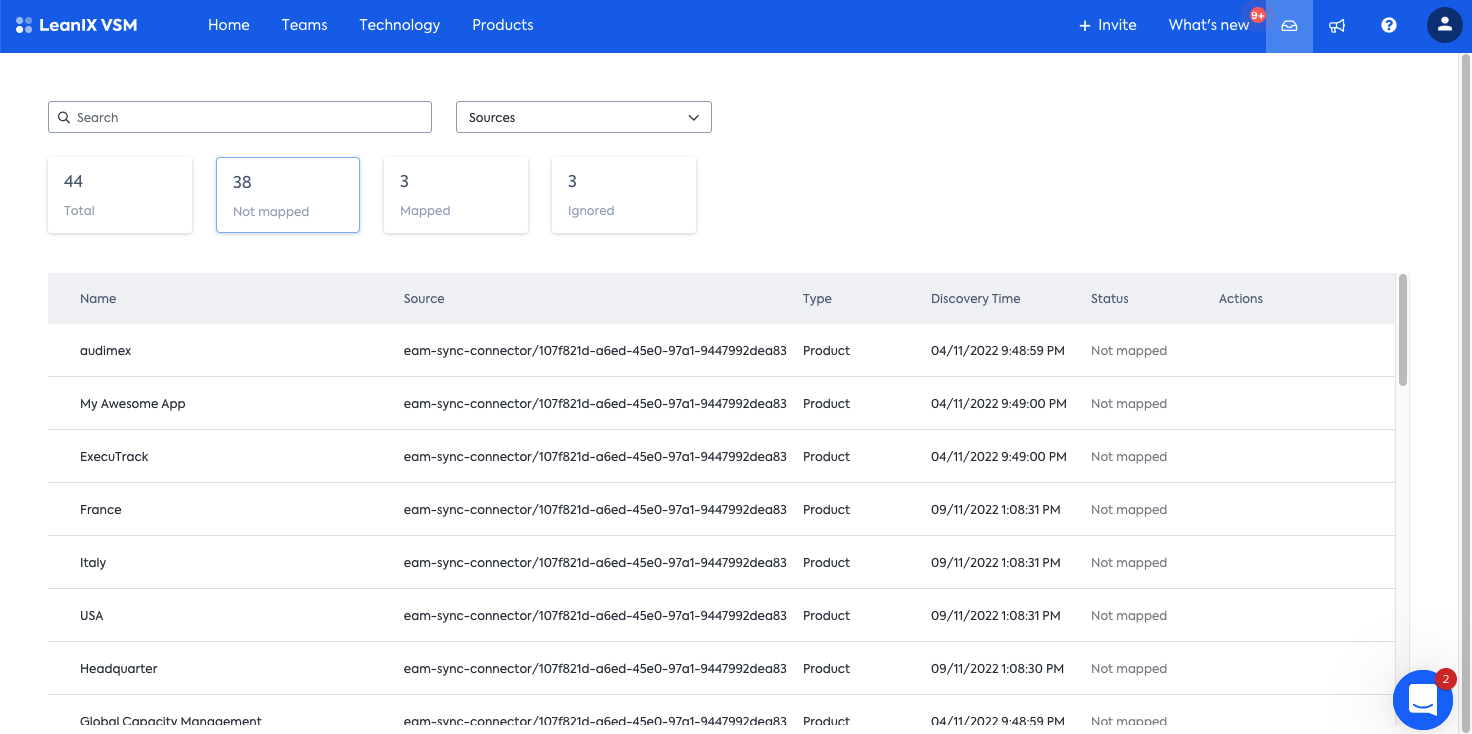 LeanIX VSM Home Teams Technology Products + Invite What's new 9+ ?
Search Sources
44 38 3 3
Total Not mapped Mapped Ignored
Name Source Type Discovery Time Status Actions
audimex eam-sync-connector/107f821d-a6ed-45e0-97a1-9447992dea83 Product 04/11/2022 9:48:59 PM Not mapped
My Awesome App eam-sync-connector/107f821d-a6ed-45e0-97a1-9447992dea83 Product 04/11/2022 9:49:00 PM Not mapped
ExecuTrack eam-sync-connector/107f821d-a6ed-45e0-97a1-9447992dea83 Product 04/11/2022 9:49:00 PM Not mapped
France eam-sync-connector/107f821d-a6ed-45e0-97a1-9447992dea83 Product 09/11/2022 1:08:31 PM Not mapped
Italy eam-sync-connector/107f821d-a6ed-45e0-97a1-9447992dea83 Product 09/11/2022 1:08:31 PM Not mapped
USA eam-sync-connector/107f821d-a6ed-45e0-97a1-9447992dea83 Product 09/11/2022 1:08:31 PM Not mapped
Headquarter eam-sync-connector/107f821d-a6ed-45e0-97a1-9447992dea83 Product 09/11/2022 1:08:30 PM Not mapped
2
Global Capacity Management eam-sync-connector/107f821d-a6ed-45e0-97a1-9447992dea83 Product 04/11/2022 9:48:59 PM Not mapped